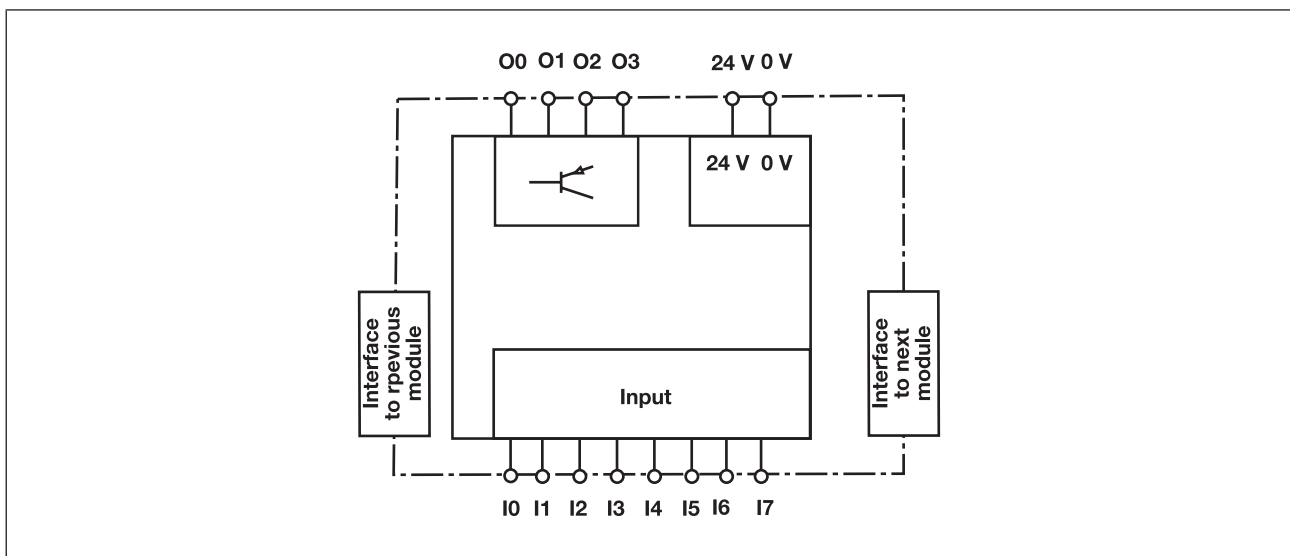 O0 O1 O2 O3 24 V 0 V
24 V 0 V
Interface
to rpevious
module
Interface
to next
module
Input
I0 I1 I2 I3 I4 I5 I6 I7